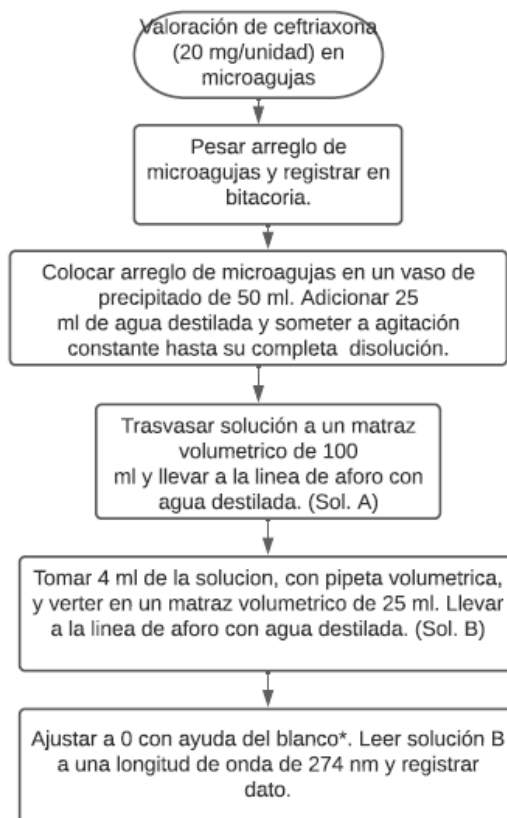 Valoración de ceftriaxona
(20 mg/unidad) en
microagujas
Pesar arreglo de
microagujas y registrar en
bitacoria.
Colocar arreglo de microagujas en un vaso de
precipitado de 50 ml. Adicionar 25
ml de agua destilada y someter a agitación
constante hasta su completa disolución.
Trasvasar solución a un matraz
volumetrico de 100
ml y llevar a la linea de aforo con
agua destilada. (Sol. A)
Tomar 4 ml de la solucion, con pipeta volumetrica,
y verter en un matraz volumetrico de 25 ml. Llevar
a la linea de aforo con agua destilada. (Sol. B)
Ajustar a 0 con ayuda del blanco*. Leer solución B
a una longitud de onda de 274 nm y registrar
dato.